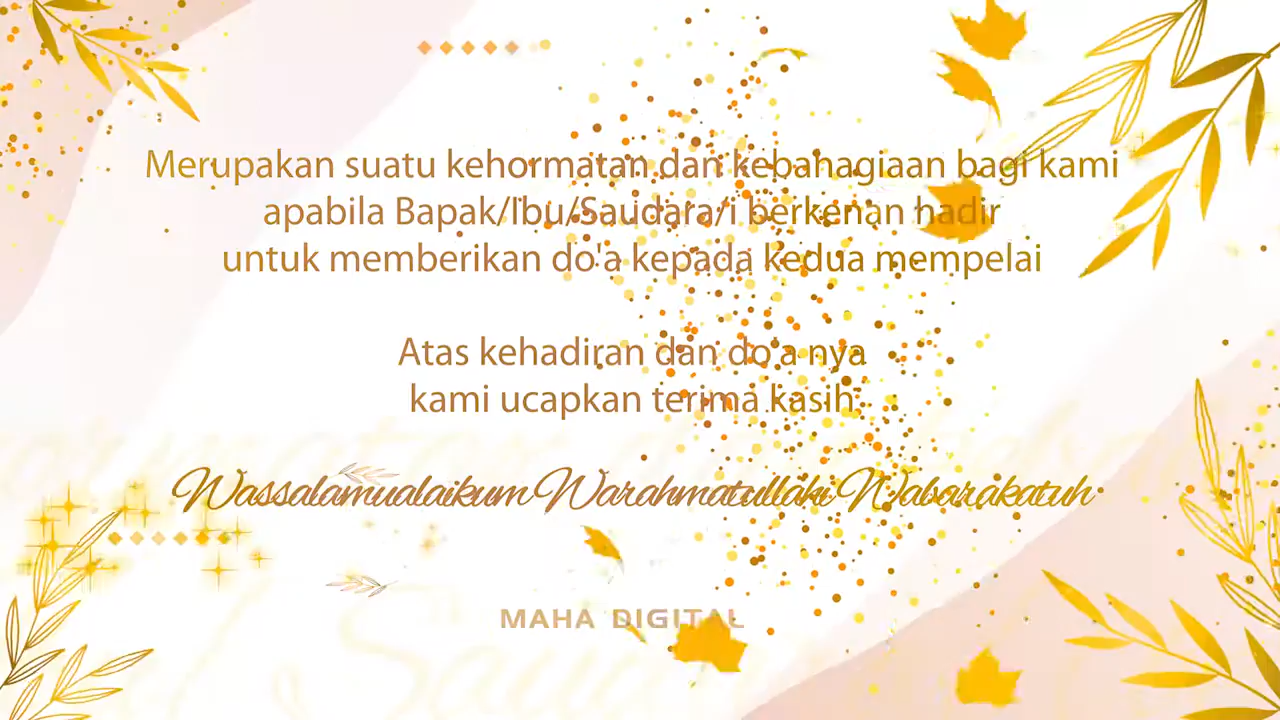 Merupakan suatu kehormatan dan kebahagiaan bagi kami
apabila Bapak/Ibu/Saudara/i berkenan hadir
untuk memberikan do'a kepada kedua mempelai
Atas kehadiran dan do'a nya
kami ucapkan terima kasih.
Wassalamualaikum Warahmatullahi Wabarakatuh
MAHA DIGITAL